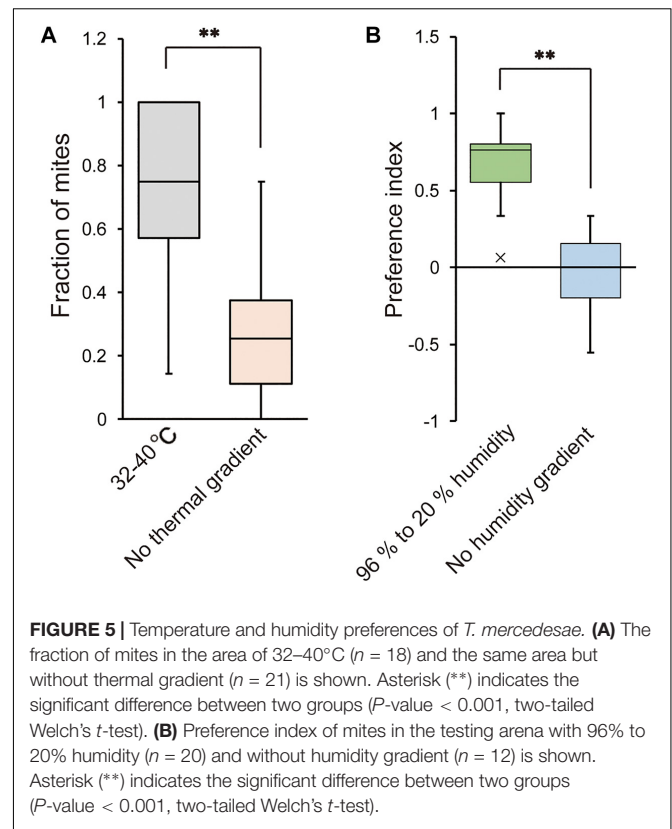 A
**
1.2
1
0.8
0.6
0.4
0.2
0
Fraction of mites
32-40°C
No thermal gradient
B
**
1.5
1
0.5
0
-0.5
-1
Preference index
96 % to 20 % humidity
No humidity gradient
FIGURE 5 | Temperature and humidity preferences of T. mercedesae. (A) The
fraction of mites in the area of 32–40°C (n = 18) and the same area but
without thermal gradient (n = 21) is shown. Asterisk (**) indicates the
significant difference between two groups (P-value < 0.001, two-tailed
Welch's t-test). (B) Preference index of mites in the testing arena with 96% to
20% humidity (n = 20) and without humidity gradient (n = 12) is shown.
Asterisk (**) indicates the significant difference between two groups
(P-value < 0.001, two-tailed Welch's t-test).